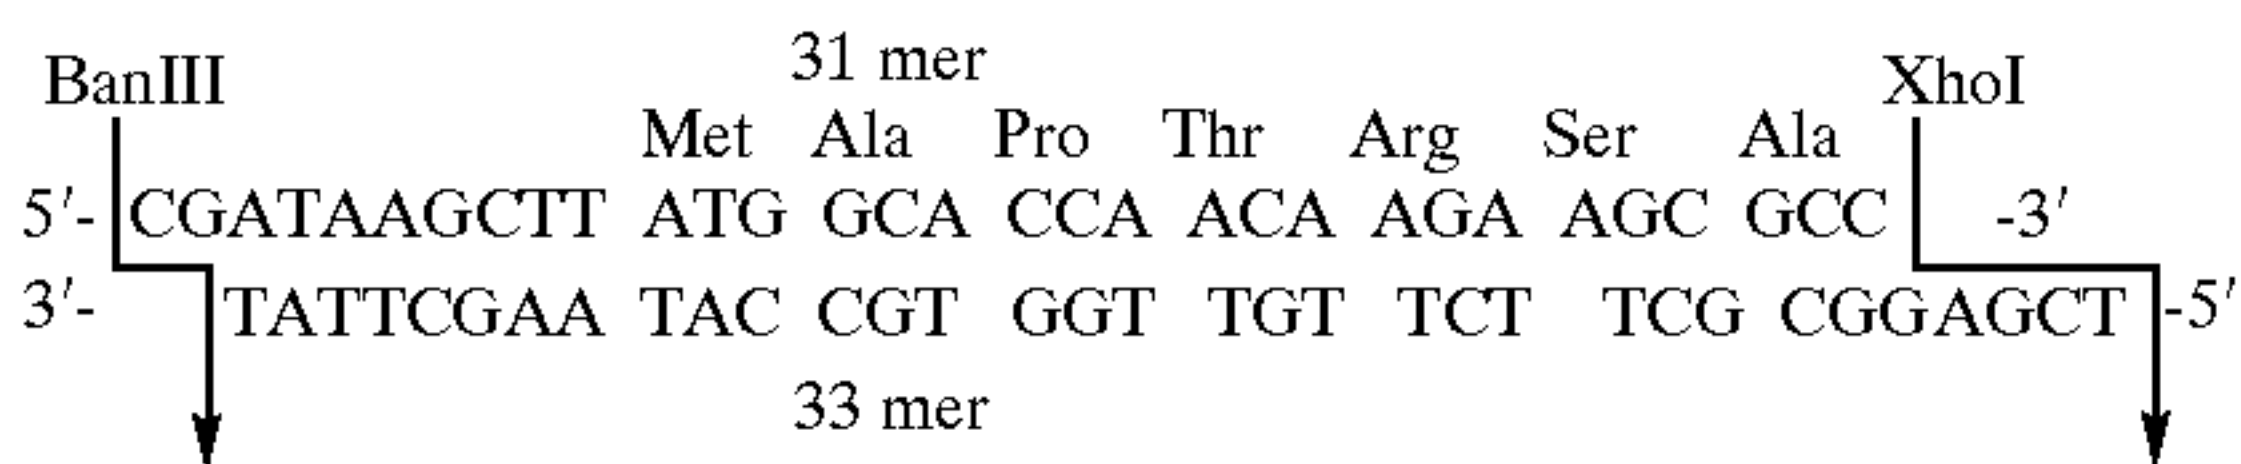 31 mer
BanIII XhoI
Met Ala Pro Thr Arg Ser Ala
5′- CGATAAGCTT ATG GCA CCA ACA AGA AGC GCC -3′
3′- TATTCGAA TAC CGT GGT TGT TCT TCG CGGAGCT -5′
33 mer